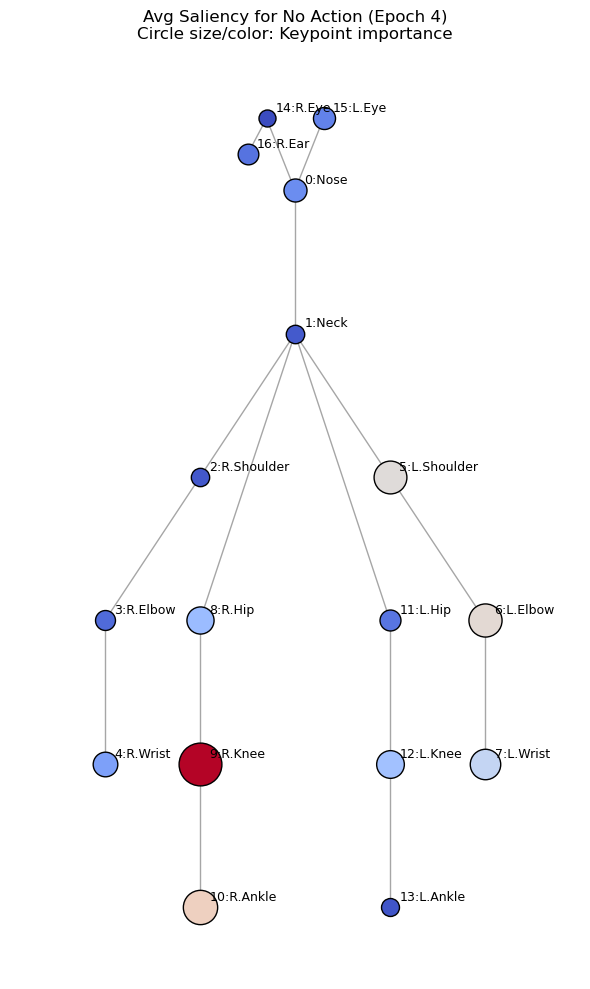 Avg Saliency for No Action (Epoch 4)
Circle size/color: Keypoint importance
14:R.Eye
15:L.Eye
16:R.Ear
0:Nose
1:Neck
2:R.Shoulder
5:L.Shoulder
3:R.Elbow
8:R.Hip
11:L.Hip
6:L.Elbow
4:R.Wrist
9:R.Knee
12:L.Knee
7:L.Wrist
10:R.Ankle
13:L.Ankle